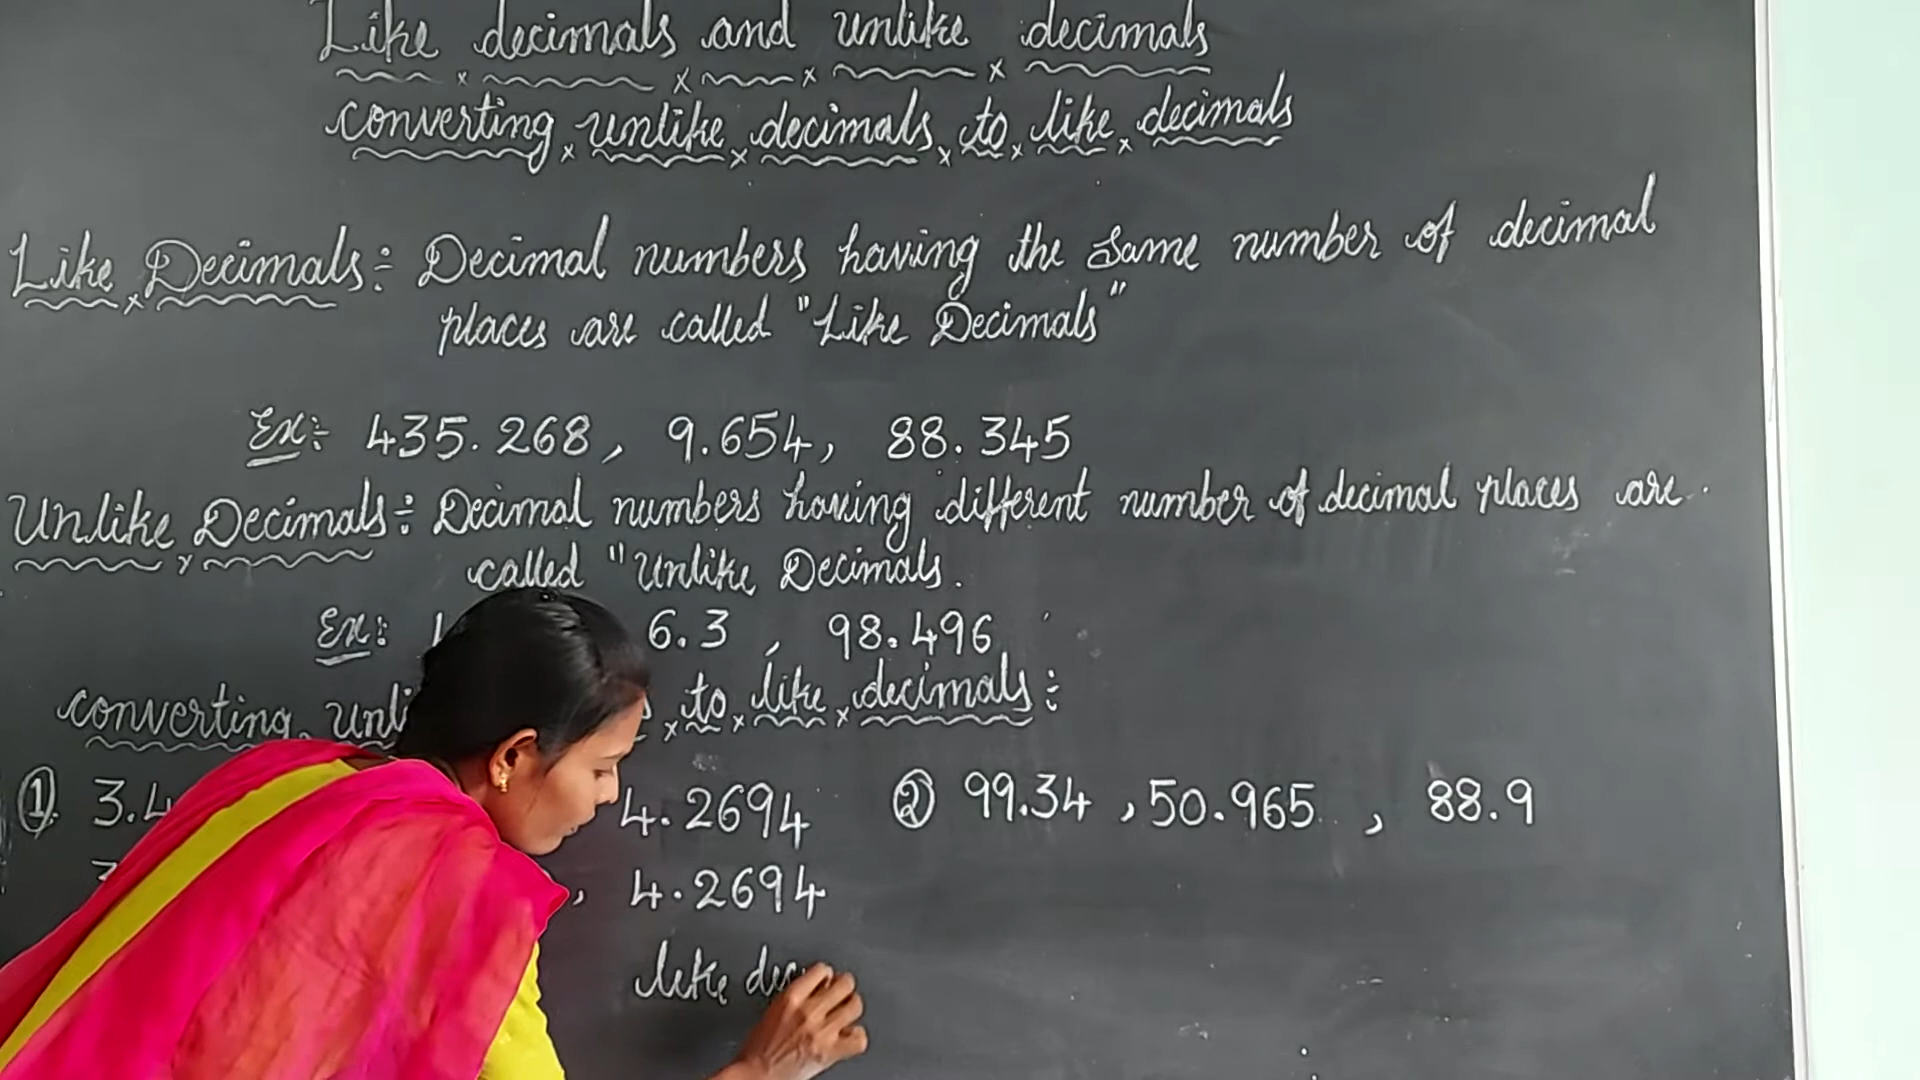 Like decimals and unlike decimals
converting unlike decimals to like decimals
Like Decimals:- Decimal numbers having the same number of decimal
places are called "Like Decimals"
Ex:- 435.268, 9.654, 88.345
Unlike Decimals:- Decimal numbers having different number of decimal places are
called "Unlike Decimals.
Ex: 6.3, 98.496
converting to like decimals:
1. 4.2694 2 99.34, 50.965, 88.9
, 4.2694
like